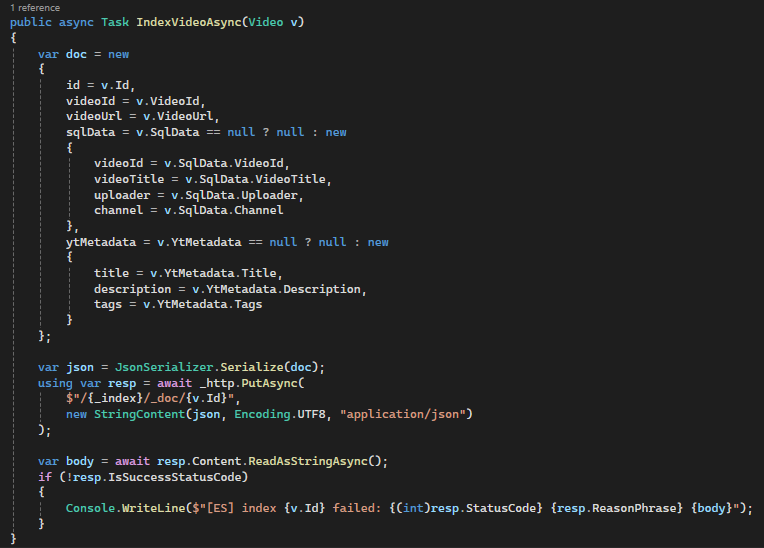 1 reference
public async Task IndexVideoAsync(Video v)
{
    var doc = new
    {
        id = v.Id,
        videoId = v.VideoId,
        videoUrl = v.VideoUrl,
        sqlData = v.SqlData == null ? null : new
        {
            videoId = v.SqlData.VideoId,
            videoTitle = v.SqlData.VideoTitle,
            uploader = v.SqlData.Uploader,
            channel = v.SqlData.Channel
        },
        ytMetadata = v.YtMetadata == null ? null : new
        {
            title = v.YtMetadata.Title,
            description = v.YtMetadata.Description,
            tags = v.YtMetadata.Tags
        }
    };

    var json = JsonSerializer.Serialize(doc);
    using var resp = await _http.PutAsync(
        $"/{_index}/_doc/{v.Id}",
        new StringContent(json, Encoding.UTF8, "application/json")
    );

    var body = await resp.Content.ReadAsStringAsync();
    if (!resp.IsSuccessStatusCode)
    {
        Console.WriteLine($"[ES] index {v.Id} failed: {(int)resp.StatusCode} {resp.ReasonPhrase} {body}");
    }
}